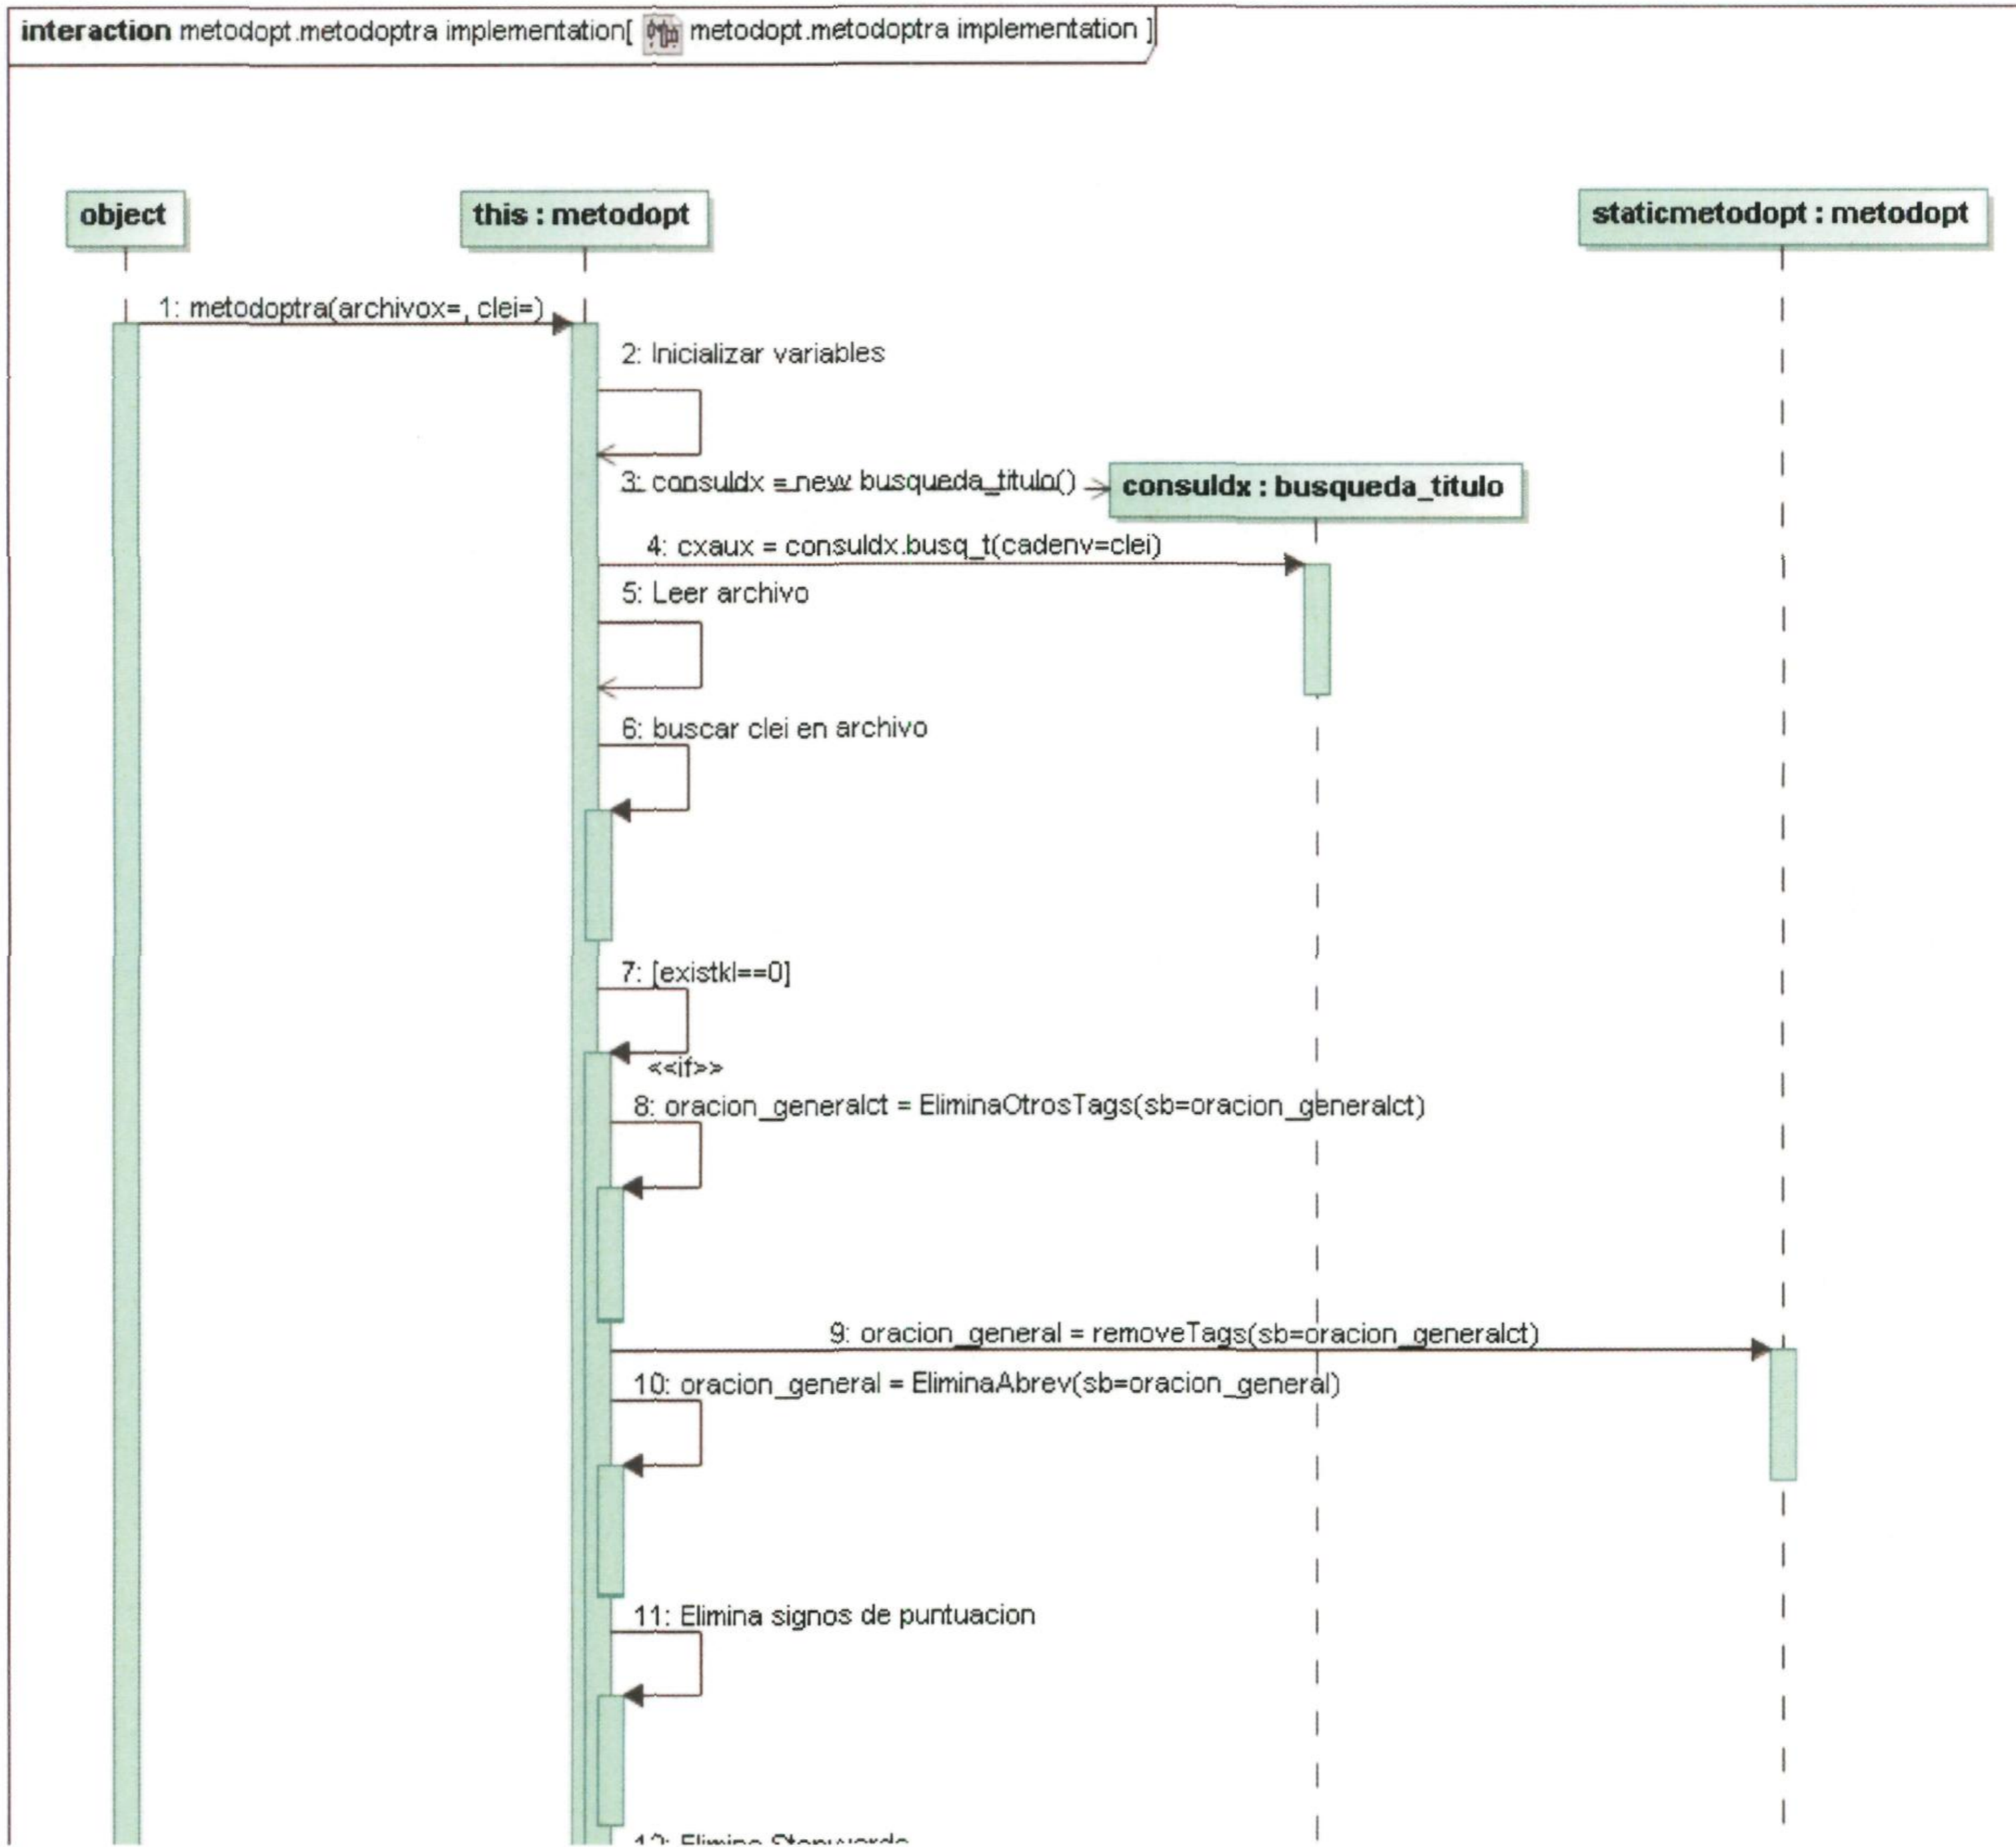 interaction metodopt.metodoptra implementation[ metodopt.metodoptra implementation ]
object
this : metodopt
staticmetodopt : metodopt
1: metodoptra(archivox=, clei=)
2: Inicializar variables
3: consuldx = new busqueda_titulo()
consuldx : busqueda_titulo
4: cxaux = consuldx.busq_t(cadenv=clei)
5: Leer archivo
6: buscar clei en archivo
7: [existkl==0]
<<if>>
8: oracion_generalct = EliminaOtrosTags(sb=oracion_generalct)
9: oracion_general = removeTags(sb=oracion_generalct)
10: oracion_general = EliminaAbrev(sb=oracion_general)
11: Elimina signos de puntuacion